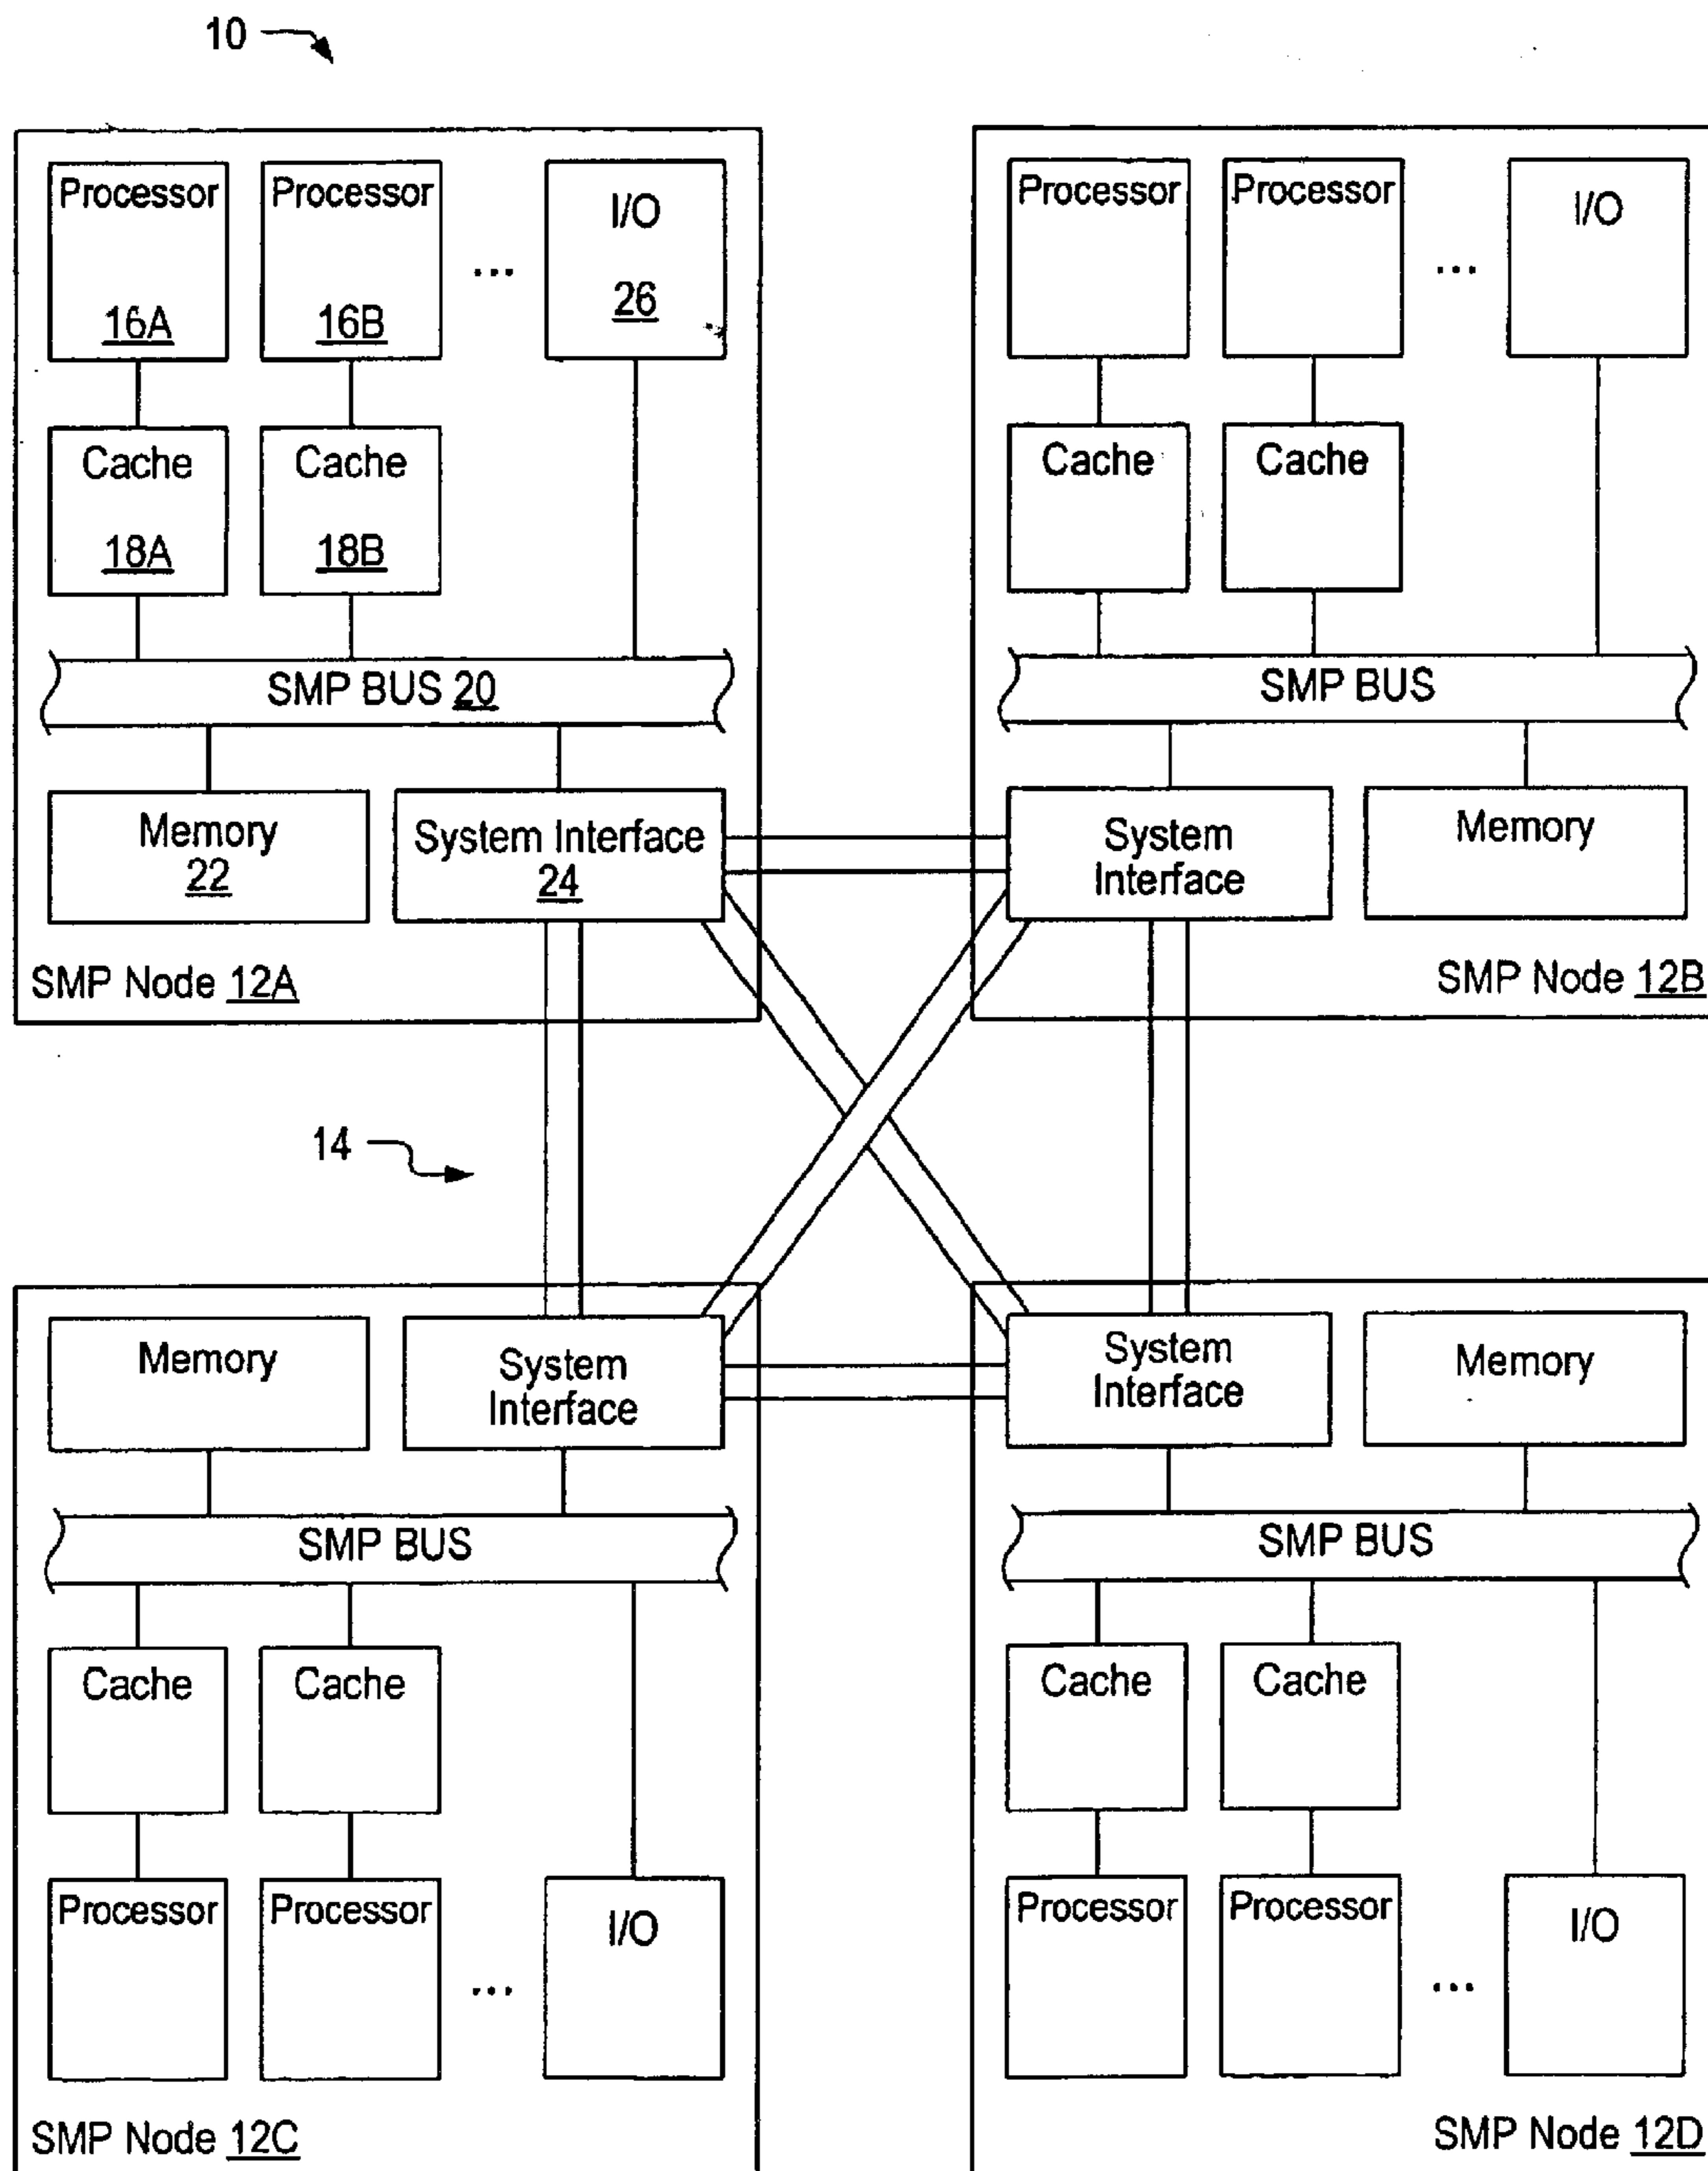 10
Processor
16A
Processor
16B
...
I/O
26
Cache
18A
Cache
18B
SMP BUS 20
Memory
22
System Interface
24
SMP Node 12A
Processor
Processor
...
I/O
Cache
Cache
SMP BUS
System
Interface
Memory
SMP Node 12B
14
Memory
System
Interface
SMP BUS
Cache
Cache
Processor
Processor
...
I/O
SMP Node 12C
System
Interface
Memory
SMP BUS
Cache
Cache
Processor
Processor
...
I/O
SMP Node 12D